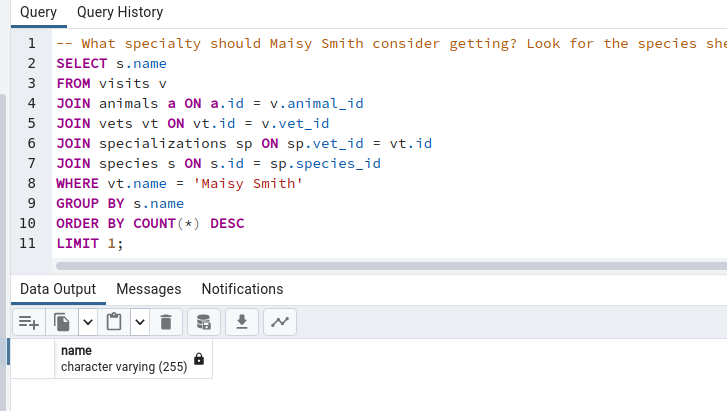 Query Query History
1 -- What specialty should Maisy Smith consider getting? Look for the species she
2 SELECT s.name
3 FROM visits v
4 JOIN animals a ON a.id = v.animal_id
5 JOIN vets vt ON vt.id = v.vet_id
6 JOIN specializations sp ON sp.vet_id = vt.id
7 JOIN species s ON s.id = sp.species_id
8 WHERE vt.name = 'Maisy Smith'
9 GROUP BY s.name
10 ORDER BY COUNT(*) DESC
11 LIMIT 1;
Data Output Messages Notifications
name
character varying (255)